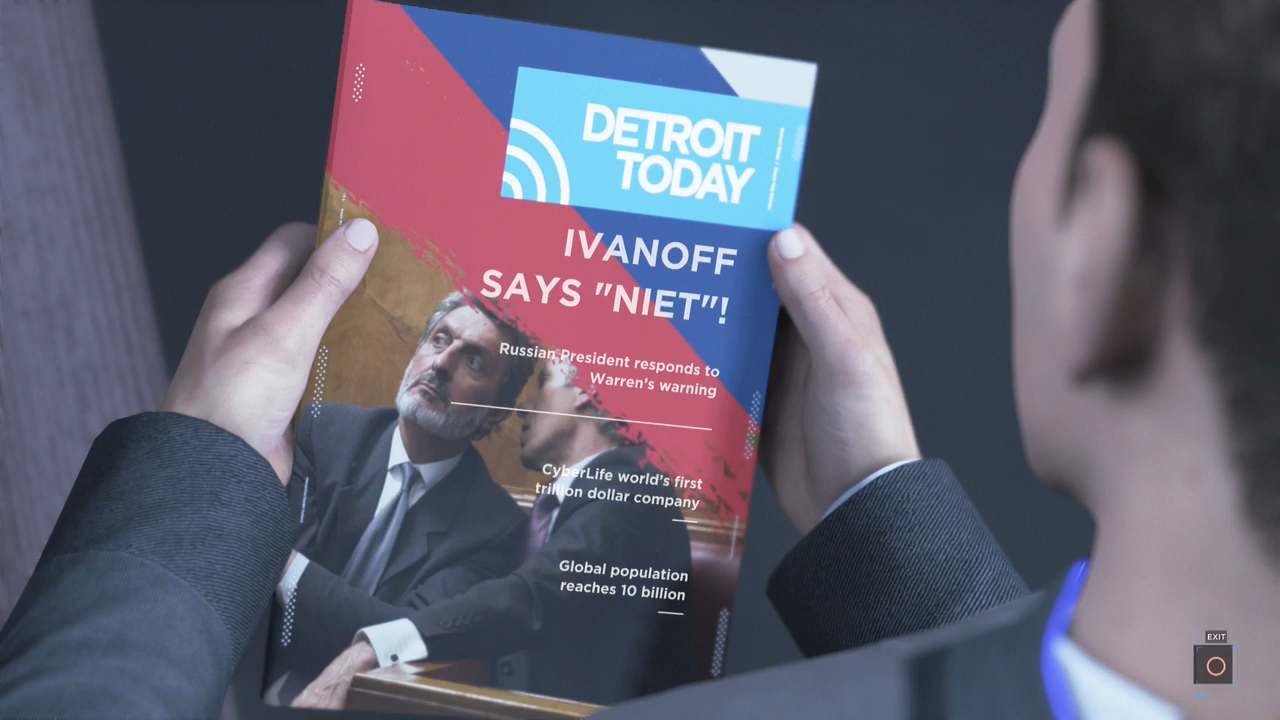 DETROIT
TODAY
IVANOFF
SAYS "NIET"!
Russian President responds to
Warren's warning
CyberLife world's first
trillion dollar company
Global population
reaches 10 billion
EXIT